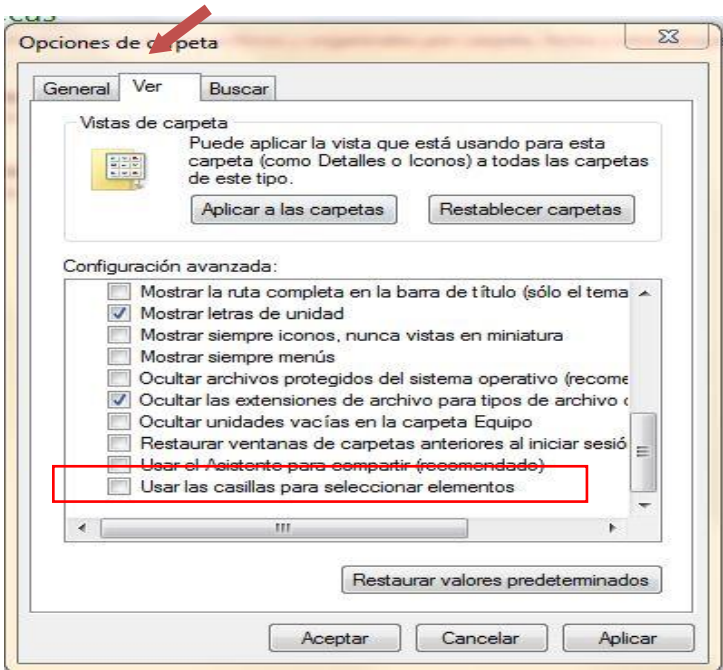 Opciones de carpeta
General Ver Buscar
Vistas de carpeta
Puede aplicar la vista que está usando para esta
carpeta (como Detalles o Iconos) a todas las carpetas
de este tipo.
Aplicar a las carpetas Restablecer carpetas
Configuración avanzada:
Mostrar la ruta completa en la barra de título (sólo el tema
Mostrar letras de unidad
Mostrar siempre iconos, nunca vistas en miniatura
Mostrar siempre menús
Ocultar archivos protegidos del sistema operativo (recome
Ocultar las extensiones de archivo para tipos de archivo c
Ocultar unidades vacías en la carpeta Equipo
Restaurar ventanas de carpetas anteriores al iniciar sesió
Usar el Asistente para compartir (recomendado)
Usar las casillas para seleccionar elementos
Restaurar valores predeterminados
Aceptar Cancelar Aplicar